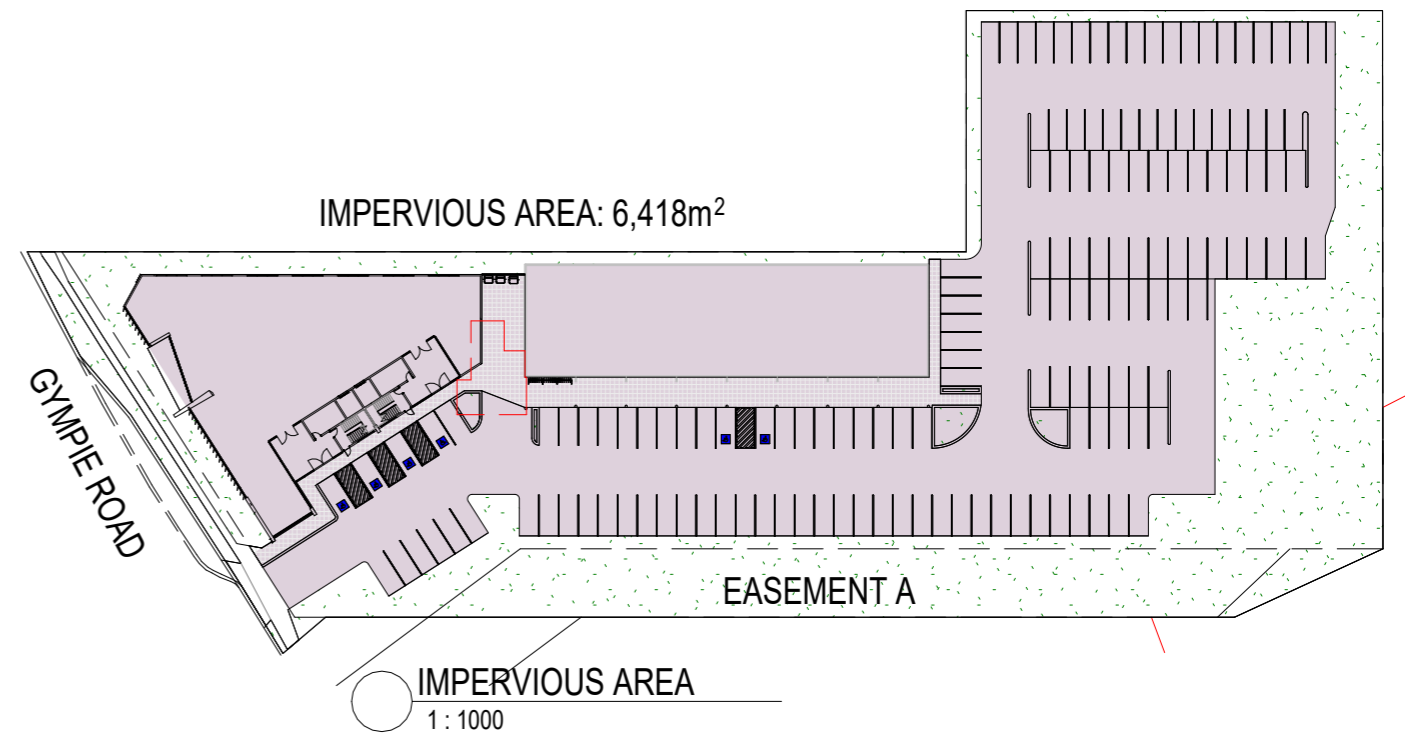 IMPERVIOUS AREA: 6,418m²
GYMPIE ROAD
EASEMENT A
IMPERVIOUS AREA
1 : 1000